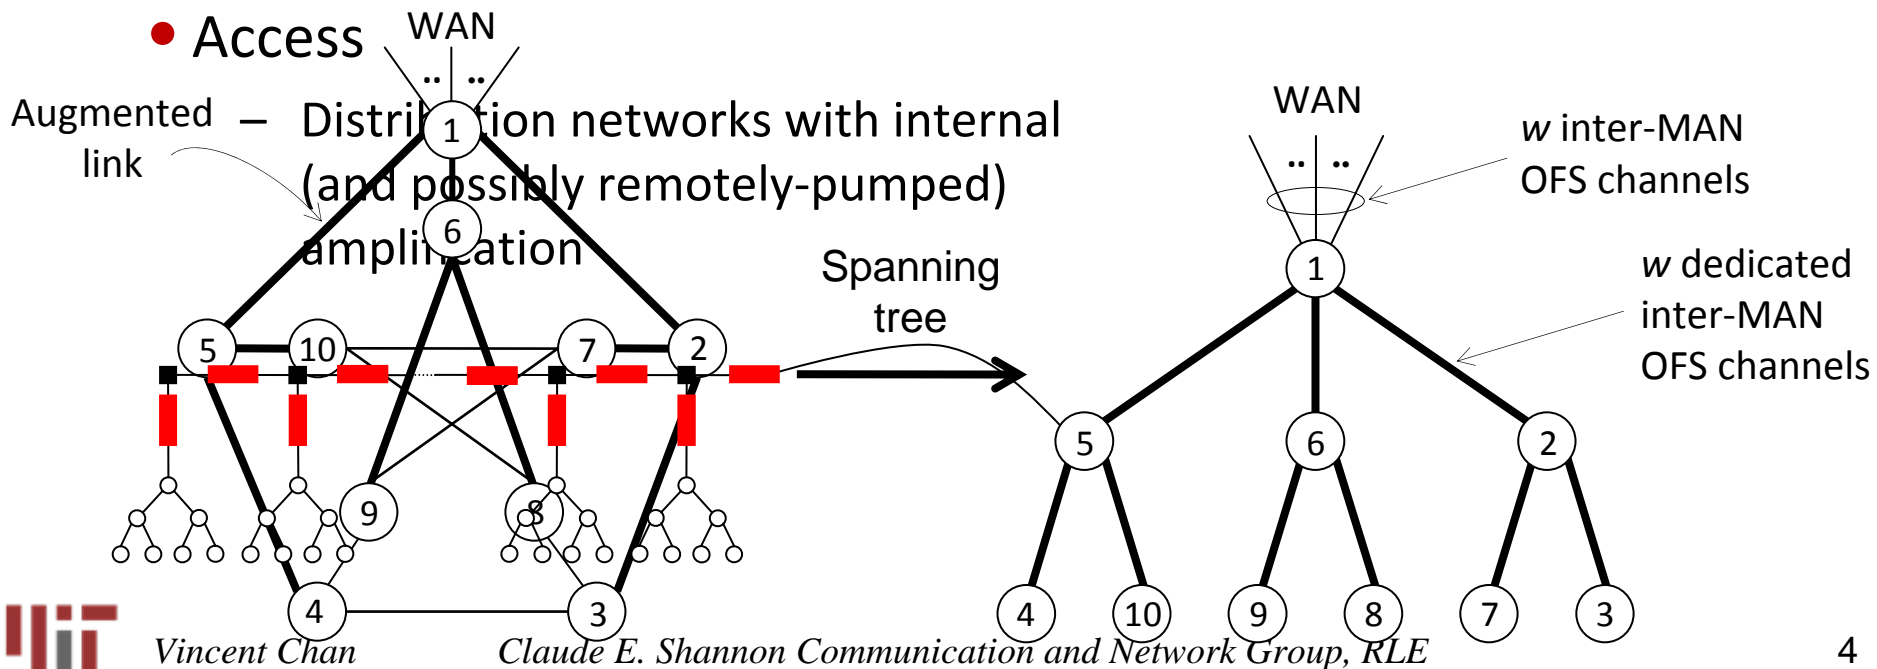 • Access
WAN
Augmented
link
– Distribution networks with internal
(and possibly remotely-pumped)
amplification
1
6
5
10
7
2
9
8
4
3
Spanning
tree
WAN
w inter-MAN
OFS channels
w dedicated
inter-MAN
OFS channels
1
5
6
2
4
10
9
8
7
3
Vincent Chan
Claude E. Shannon Communication and Network Group, RLE
4